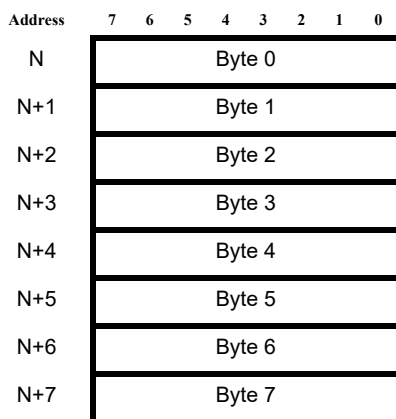 Address 7 6 5 4 3 2 1 0
N Byte 0
N+1 Byte 1
N+2 Byte 2
N+3 Byte 3
N+4 Byte 4
N+5 Byte 5
N+6 Byte 6
N+7 Byte 7